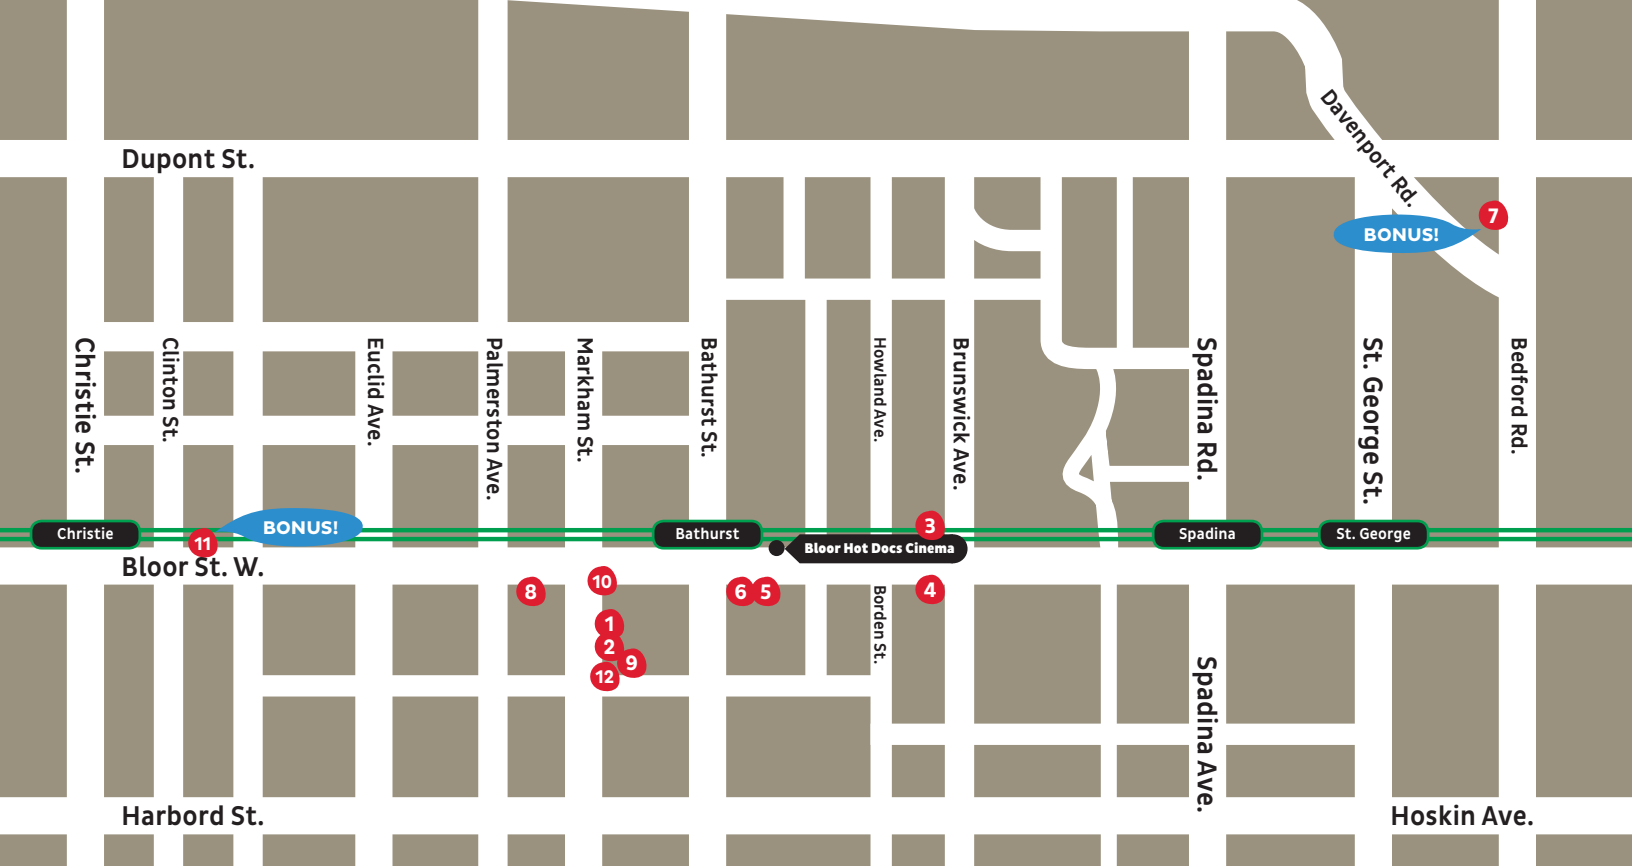 Dupont St.
Davenport Rd.
7
BONUS!
Christie St.
Clinton St.
Euclid Ave.
Palmerston Ave.
Markham St.
Bathurst St.
Howland Ave.
Brunswick Ave.
Spadina Rd.
St. George St.
Bedford Rd.
Christie
11
BONUS!
Bathurst
3
Bloor Hot Docs Cinema
Spadina
St. George
Bloor St. W.
8
10
6
5
4
1
2
9
12
Borden St.
Spadina Ave.
Harbord St.
Hoskin Ave.